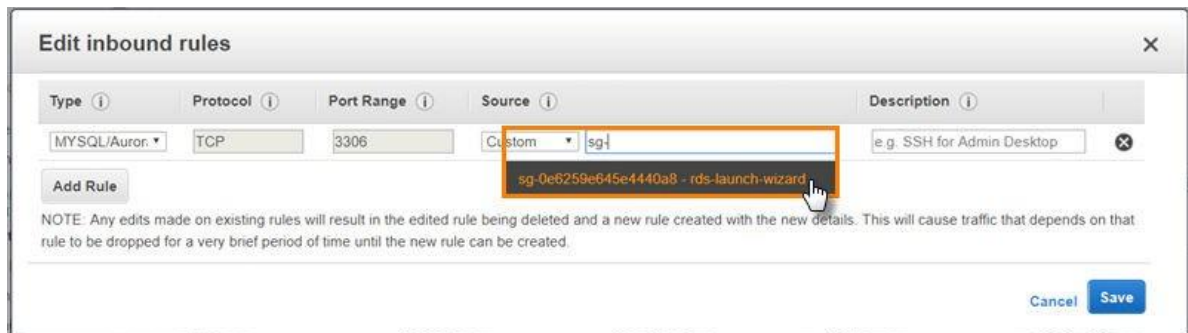 Edit inbound rules
Type Protocol Port Range Source Description
MYSQL/Auror TCP 3306 Custom sg- e.g. SSH for Admin Desktop
sg-0e6259e645e4440a8 - rds-launch-wizard
Add Rule
NOTE: Any edits made on existing rules will result in the edited rule being deleted and a new rule created with the new details. This will cause traffic that depends on that
rule to be dropped for a very brief period of time until the new rule can be created.
Cancel Save